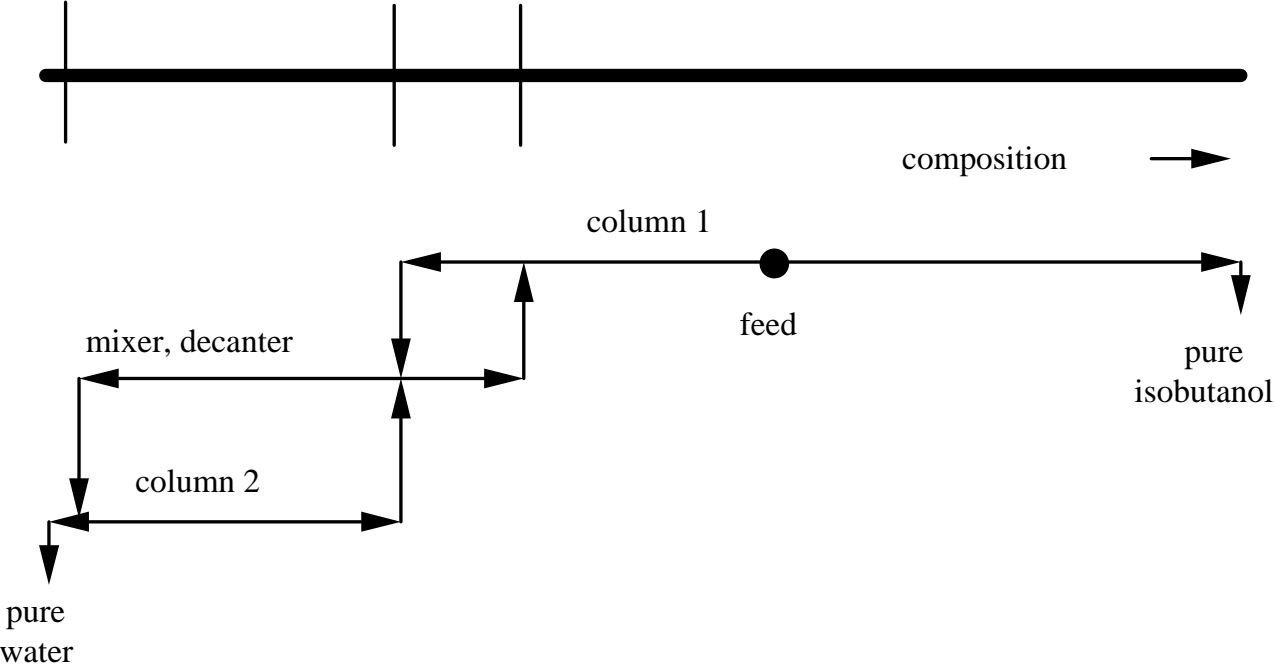 composition
column 1
feed
mixer, decanter
pure
isobutanol
column 2
pure
water